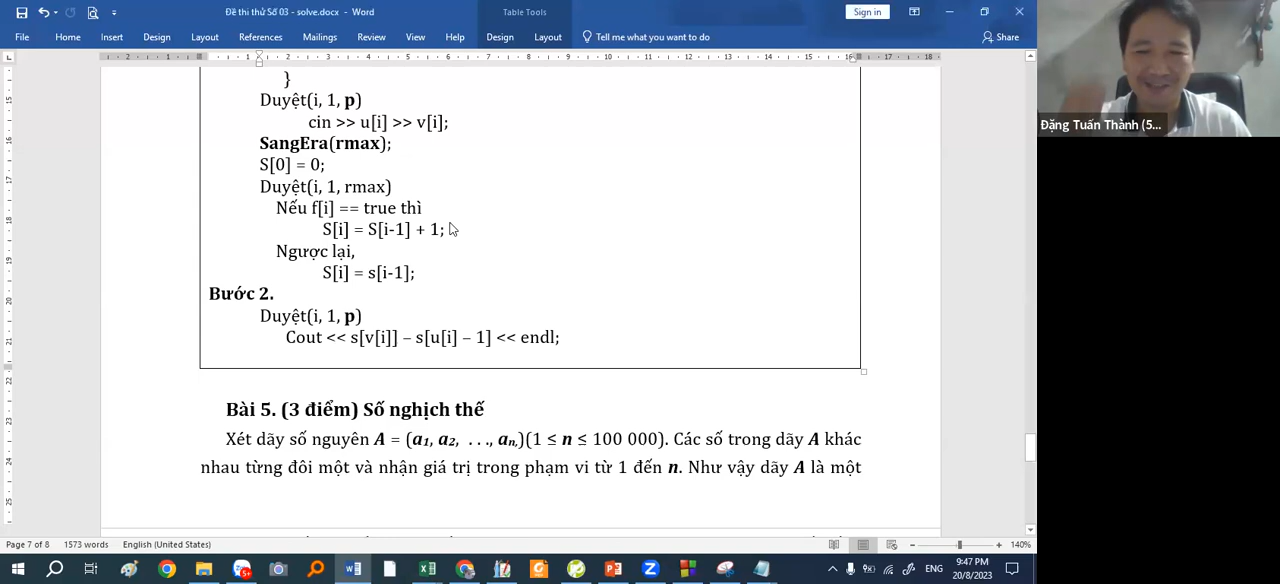 Đề thi thử Số 03 - solve.docx - Word
Table Tools
Sign in
File Home Insert Design Layout References Mailings Review View Help Design Layout Tell me what you want to do Share
}
Duyệt(i, 1, p)
cin >> u[i] >> v[i];
SangEra(rmax);
S[0] = 0;
Duyệt(i, 1, rmax)
Nếu f[i] == true thì
S[i] = S[i-1] + 1;
Ngược lại,
S[i] = s[i-1];
Bước 2.
Duyệt(i, 1, p)
Cout << s[v[i]] – s[u[i] – 1] << endl;
Bài 5. (3 điểm) Số nghịch thế
Xét dãy số nguyên A = (a1, a2, . . ., an,)(1 ≤ n ≤ 100 000). Các số trong dãy A khác
nhau từng đôi một và nhận giá trị trong phạm vi từ 1 đến n. Như vậy dãy A là một
Page 7 of 8 1573 words English (United States) 140%
ENG
9:47 PM
20/8/2023
Đặng Tuấn Thành (5...